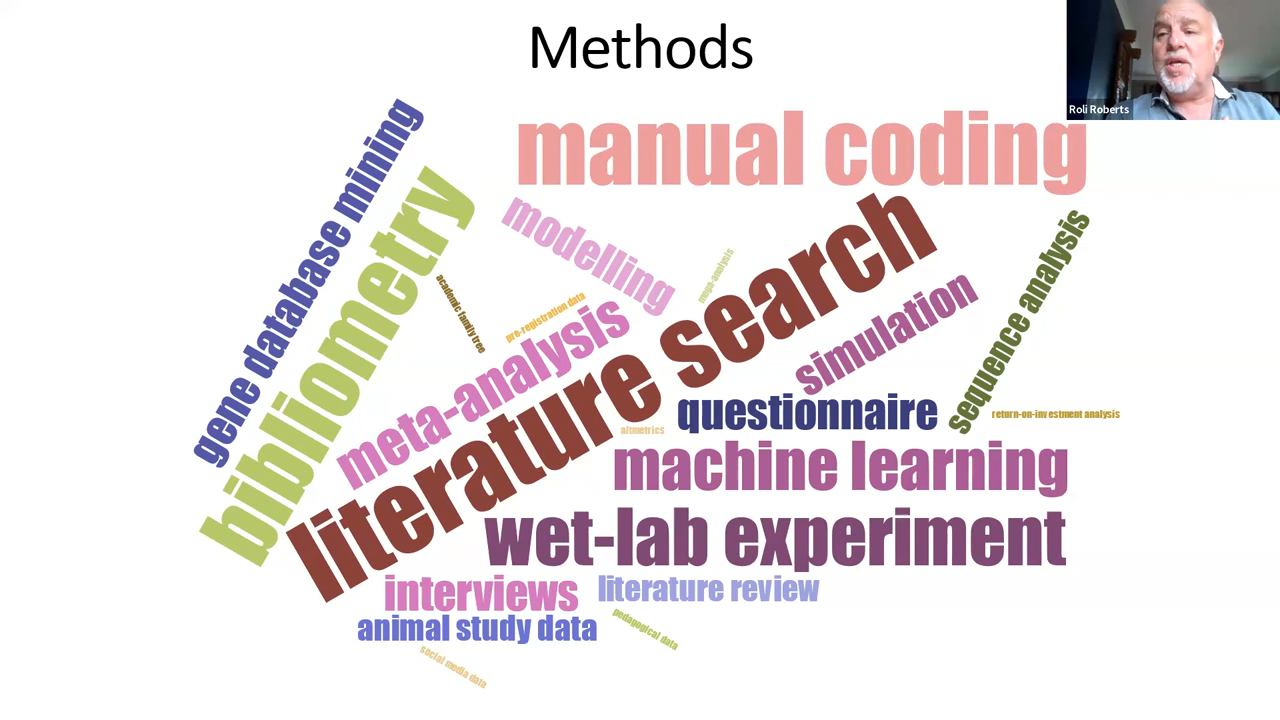 Methods
Roli Roberts
manual coding
gene database mining
bibliometry
modelling
mega-analysis
literature search
sequence analysis
academic family tree
pre-registration data
meta-analysis
simulation
questionnaire
return-on-investment analysis
altmetrics
machine learning
wet-lab experiment
interviews
literature review
animal study data
pedagogical data
social media data